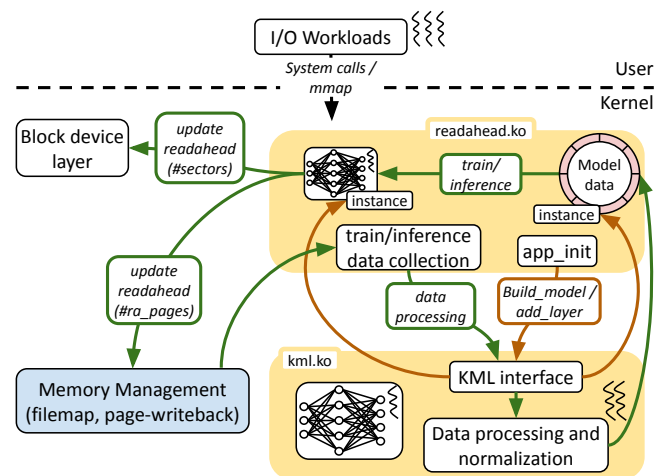 I/O Workloads
System calls /
mmap
User
Kernel
Block device
layer
update
readahead
(#sectors)
readahead.ko
train/
inference
Model
data
instance
instance
train/inference
data collection
app_init
update
readahead
(#ra_pages)
data
processing
Build_model /
add_layer
kml.ko
KML interface
Memory Management
(filemap, page-writeback)
Data processing and
normalization